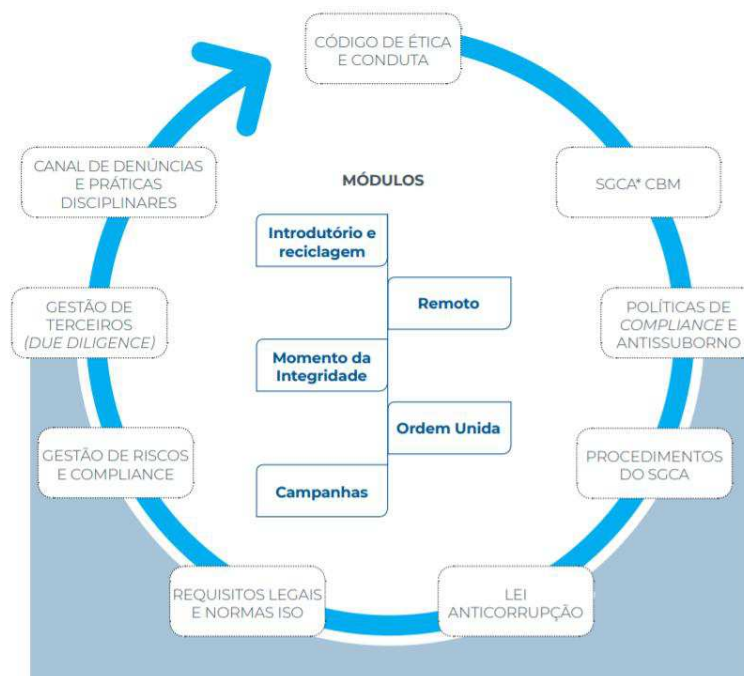 CÓDIGO DE ÉTICA
E CONDUTA
SGCA* CBM
POLÍTICAS DE
COMPLIANCE E
ANTISSUBORNO
PROCEDIMENTOS
DO SGCA
LEI
ANTICORRUPÇÃO
REQUISITOS LEGAIS
E NORMAS ISO
GESTÃO DE RISCOS
E COMPLIANCE
GESTÃO DE
TERCEIROS
(DUE DILIGENCE)
CANAL DE DENÚNCIAS
E PRÁTICAS
DISCIPLINARES
MÓDULOS
Introdutório e
reciclagem
Remoto
Momento da
Integridade
Ordem Unida
Campanhas